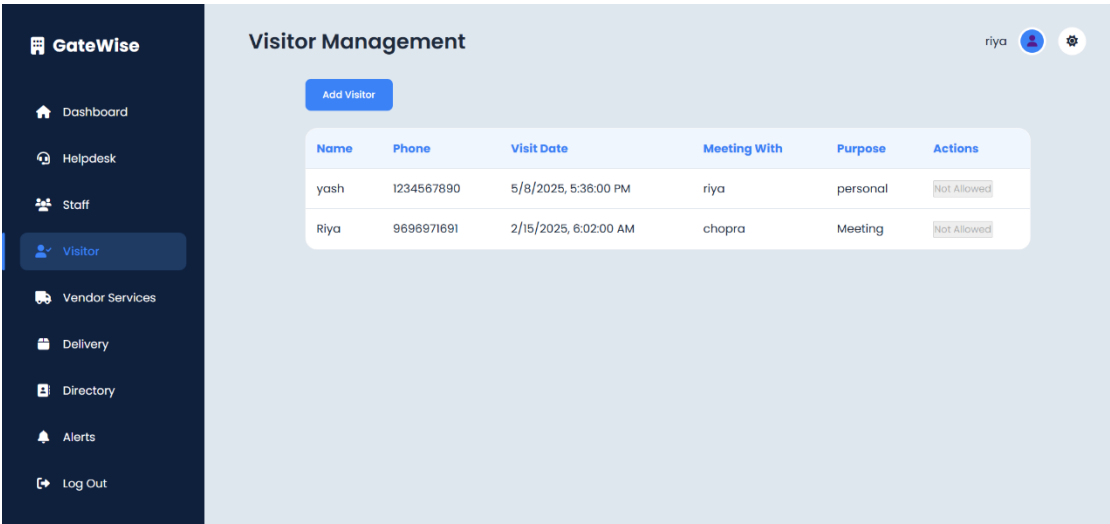 GateWise
Dashboard
Helpdesk
Staff
Visitor
Vendor Services
Delivery
Directory
Alerts
Log Out
Visitor Management
riya
Add Visitor
Name Phone Visit Date Meeting With Purpose Actions
yash 1234567890 5/8/2025, 5:36:00 PM riya personal Not Allowed
Riya 9696971691 2/15/2025, 6:02:00 AM chopra Meeting Not Allowed